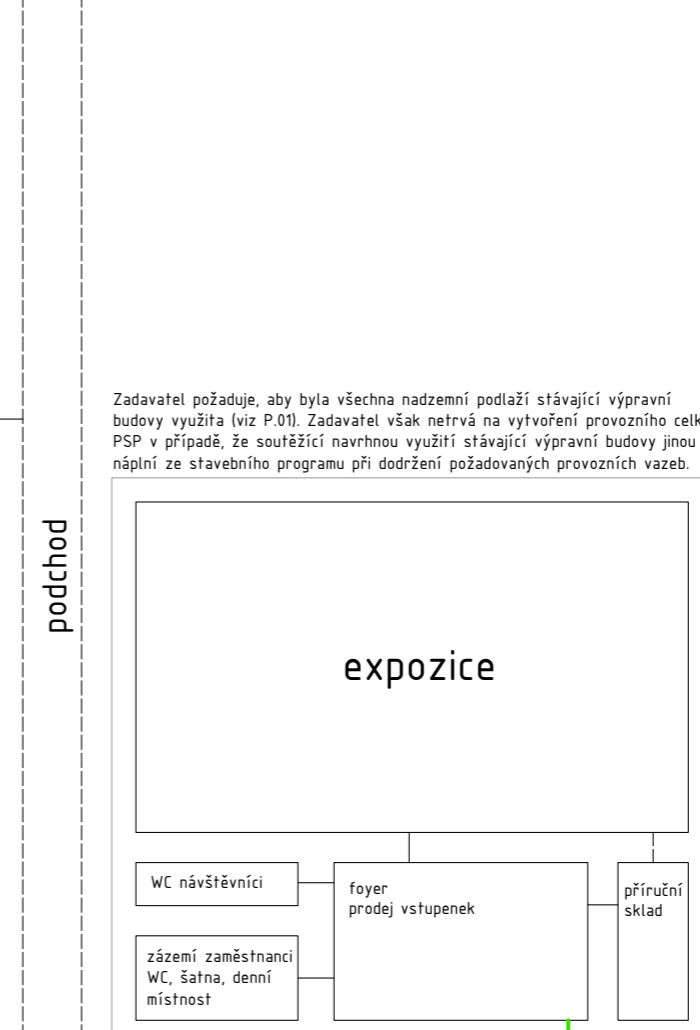 Zadavatel požaduje, aby byla všechna nadzemní podlaží stávající výpravní
budovy využita (viz P.01). Zadavatel však netrvá na vytvoření provozního
PSP v případě, že soutěžící navrhnou využití stávající výpravní budovy jinou
náplní ze stavebního programu při dodržení požadovaných provozních vazeb.
podchod
expozice
WC návštěvníci
foyer
prodej vstupenek
příruční
sklad
zázemí zaměstnanci
WC, šatna, denní
místnost